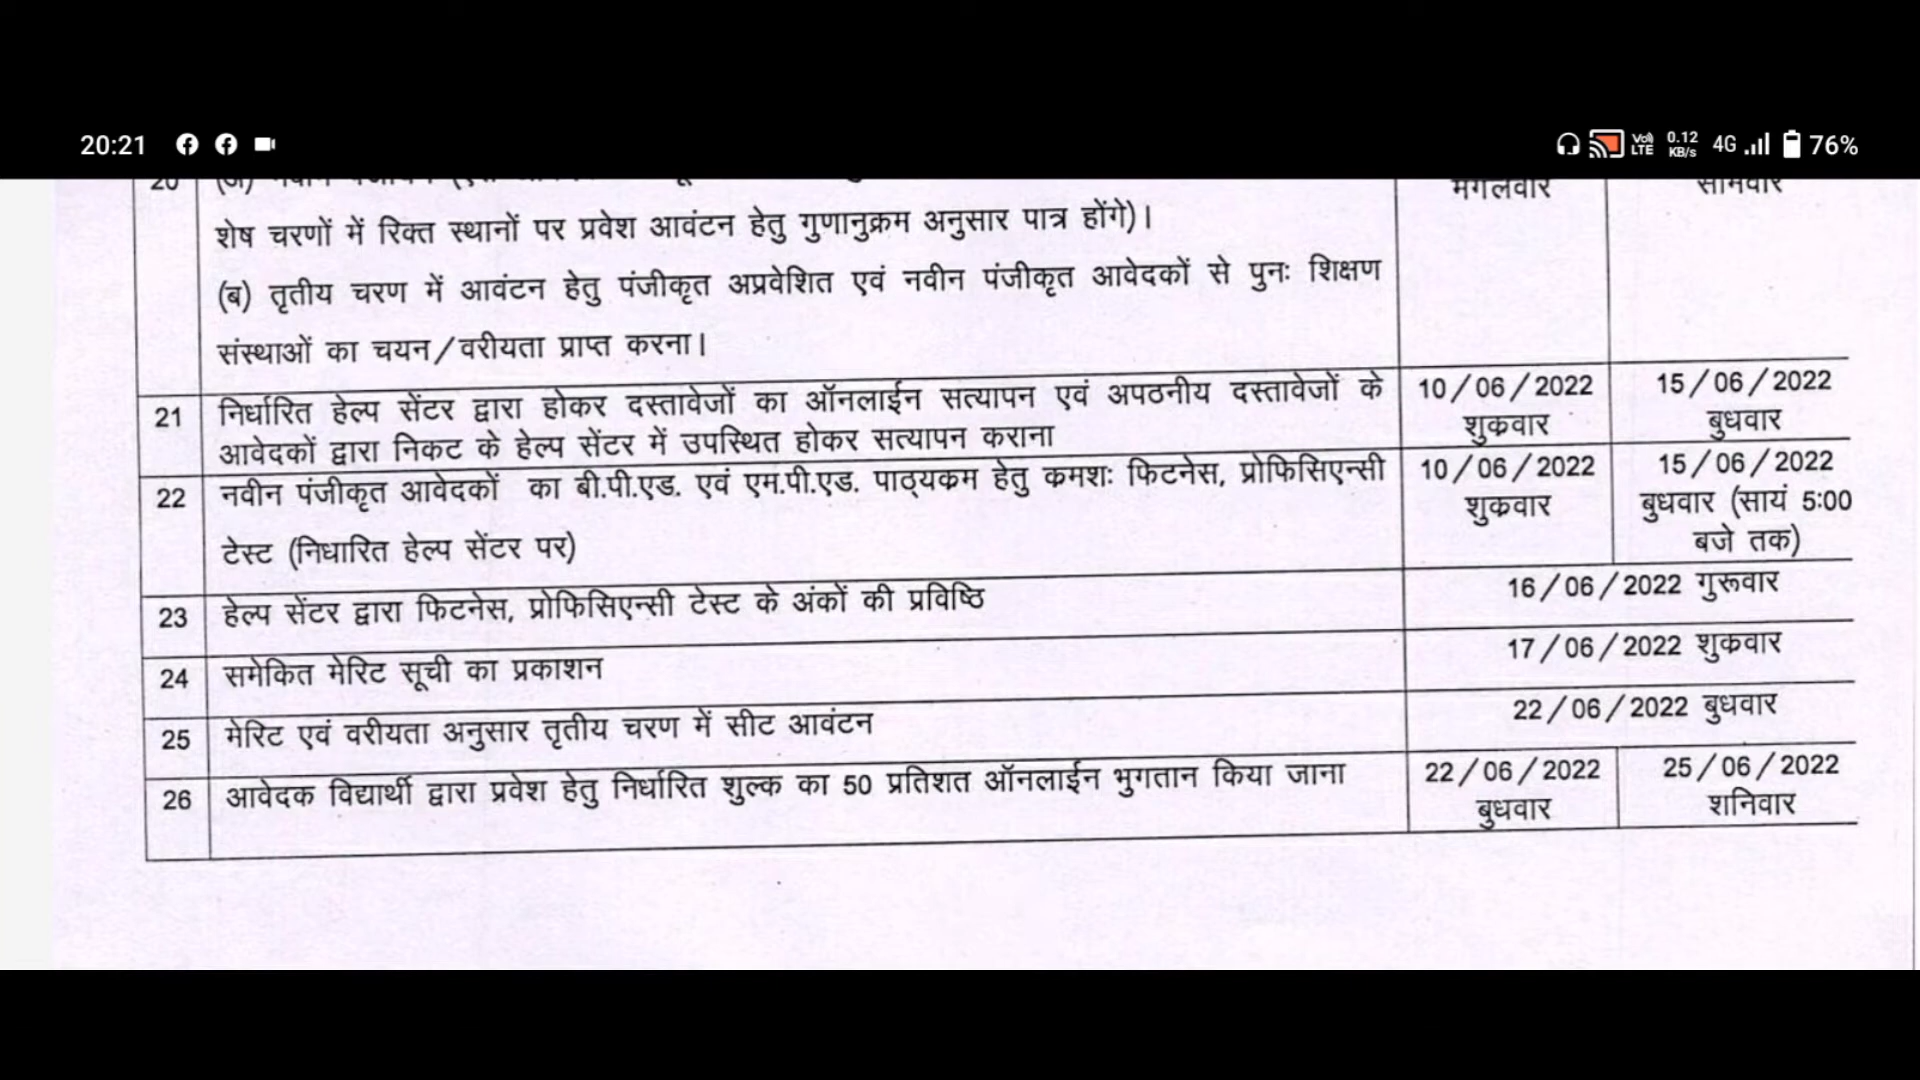 20:21
0.12 KB/s 4G 76%
20
मंगलवार सोमवार
शेष चरणों में रिक्त स्थानों पर प्रवेश आवंटन हेतु गुणानुक्रम अनुसार पात्र होंगे)।
(ब) तृतीय चरण में आवंटन हेतु पंजीकृत अप्रवेशित एवं नवीन पंजीकृत आवेदकों से पुनः शिक्षण
संस्थाओं का चयन/वरीयता प्राप्त करना।
21 निर्धारित हेल्प सेंटर द्वारा होकर दस्तावेजों का ऑनलाईन सत्यापन एवं अपठनीय दस्तावेजों के 10/06/2022 15/06/2022
आवेदकों द्वारा निकट के हेल्प सेंटर में उपस्थित होकर सत्यापन कराना शुक्रवार बुधवार
22 नवीन पंजीकृत आवेदकों का बी.पी.एड. एवं एम.पी.एड. पाठ्यक्रम हेतु क्रमशः फिटनेस, प्रोफिसिएन्सी 10/06/2022 15/06/2022
शुक्रवार बुधवार (सायं 5:00
टेस्ट (निधारित हेल्प सेंटर पर) बजे तक)
23 हेल्प सेंटर द्वारा फिटनेस, प्रोफिसिएन्सी टेस्ट के अंकों की प्रविष्ठि 16/06/2022 गुरूवार
24 समेकित मेरिट सूची का प्रकाशन 17/06/2022 शुक्रवार
25 मेरिट एवं वरीयता अनुसार तृतीय चरण में सीट आवंटन 22/06/2022 बुधवार
26 आवेदक विद्यार्थी द्वारा प्रवेश हेतु निर्धारित शुल्क का 50 प्रतिशत ऑनलाईन भुगतान किया जाना 22/06/2022 25/06/2022
बुधवार शनिवार